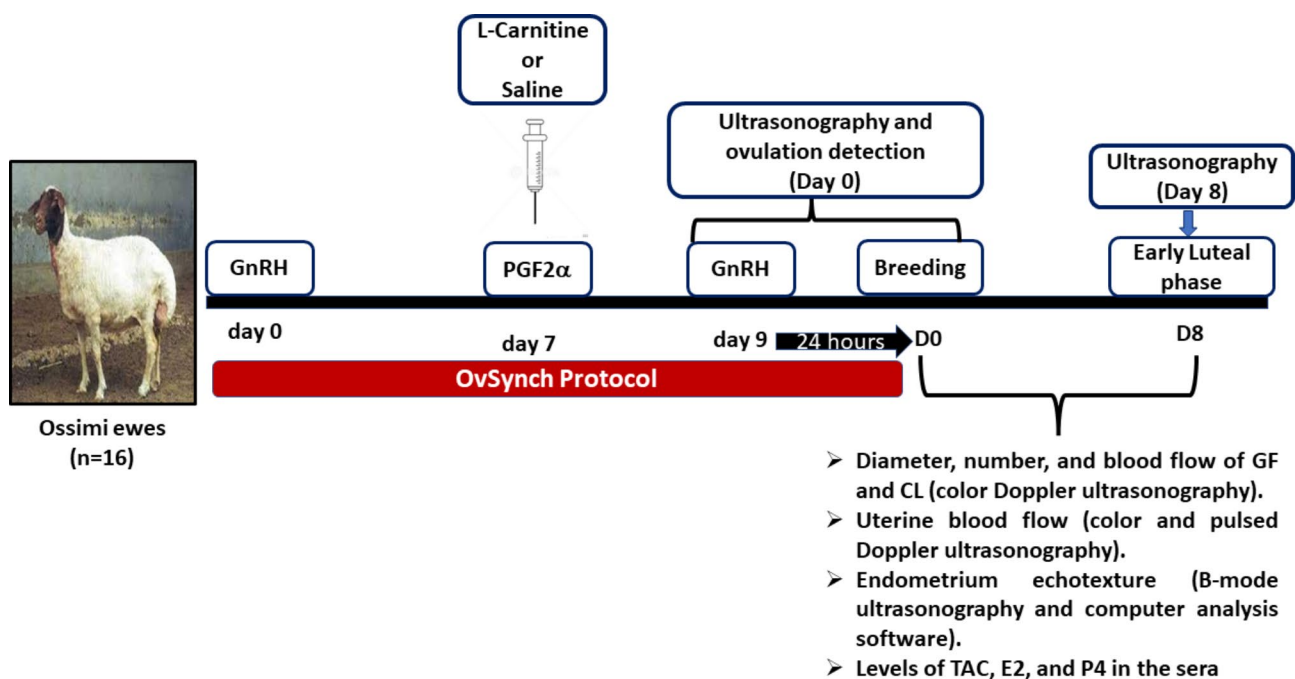 L-Carnitine
or
Saline
Ultrasonography and
ovulation detection
(Day 0)
Ultrasonography
(Day 8)
GnRH
PGF2α
GnRH
Breeding
Early Luteal
phase
day 0
day 7
day 9
24 hours
D0
D8
OvSynch Protocol
Ossimi ewes
(n=16)
➢ Diameter, number, and blood flow of GF
and CL (color Doppler ultrasonography).
➢ Uterine blood flow (color and pulsed
Doppler ultrasonography).
➢ Endometrium echotexture (B-mode
ultrasonography and computer analysis
software).
➢ Levels of TAC, E2, and P4 in the sera